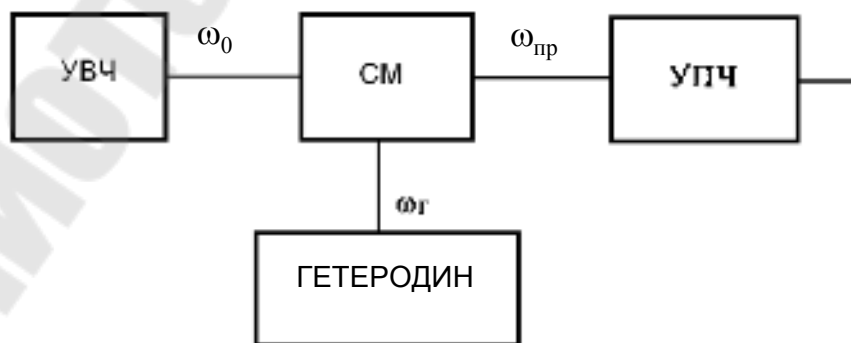 УВЧ
ω0
СМ
ωпр
УПЧ
ωг
ГЕТЕРОДИН